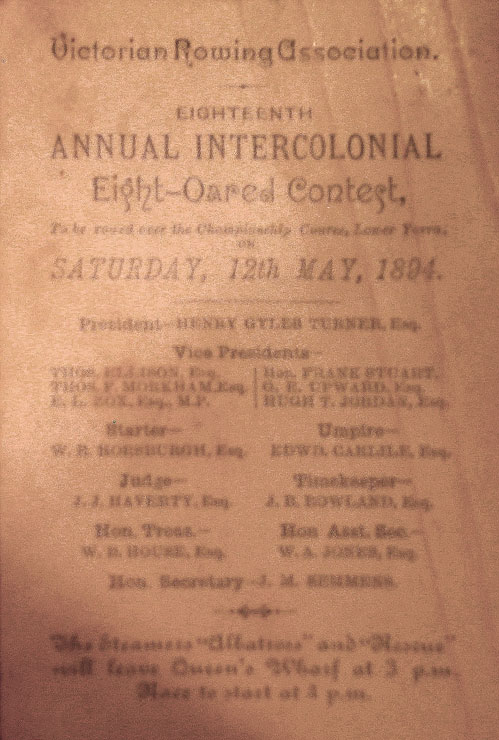 Victorian Rowing Association.
EIGHTEENTH
ANNUAL INTERCOLONIAL
Eight-Oared Contest,
To be rowed over the Championship Course, Lower Yarra,
ON
SATURDAY, 12th MAY, 1894.
President—HENRY GYLES TURNER, Esq.
Vice Presidents—
THOS. ELLISON, Esq.
THOS. F. MORKHAM, Esq.
E. L. ZOX, Esq., M.P.
Hon. FRANK STUART,
G. E. UPWARD, Esq.
HUGH T. JORDAN, Esq.
Starter—
W. R. HORSBURGH, Esq.
Umpire—
EDWD. CARLILE, Esq.
Judge—
J. J. HAVERTY, Esq.
Timekeeper—
J. B. ROWLAND, Esq.
Hon. Treas.—
W. B. HOUSE, Esq.
Hon Asst. Sec.—
W. A. JONES, Esq.
Hon. Secretary—J. M. SEMMENS.
The Steamers "Albatross" and "Rescue"
will leave Queen's Wharf at 3 p.m.
Race to start at p.m.